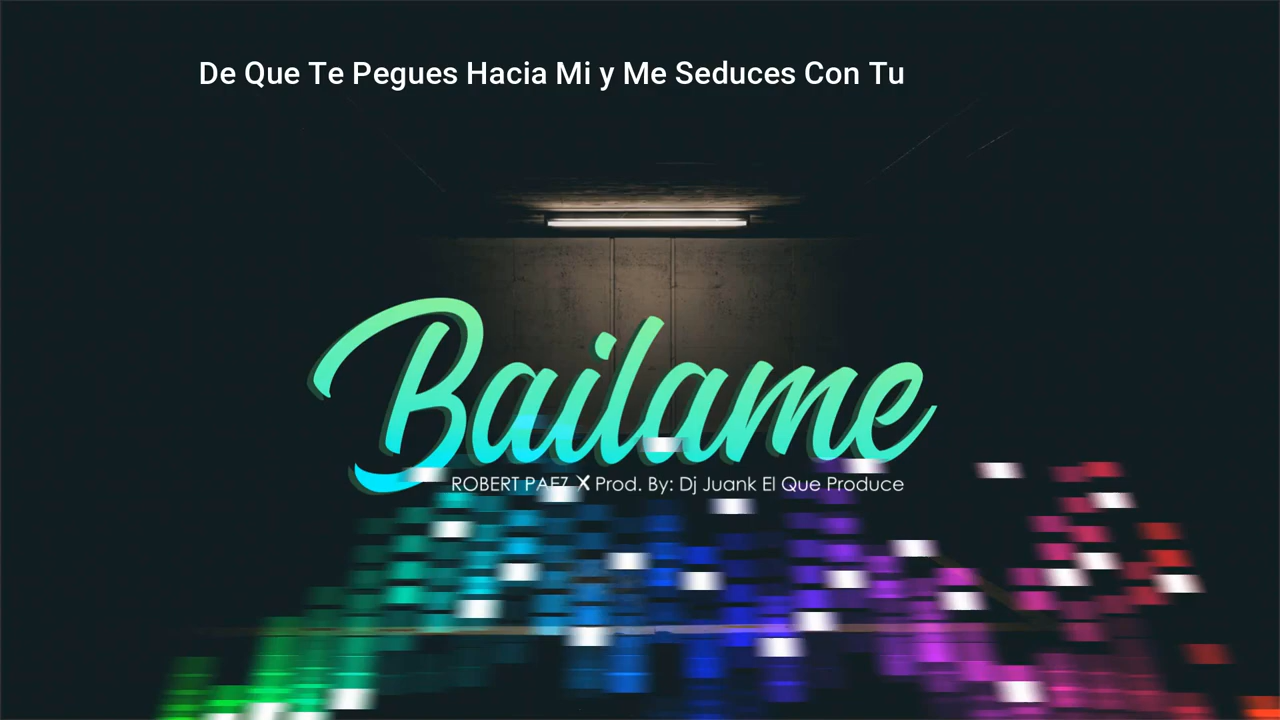 De Que Te Pegues Hacia Mi y Me Seduces Con Tu
Bailame
ROBERT PAEZ X Prod. By: Dj Juank El Que Produce